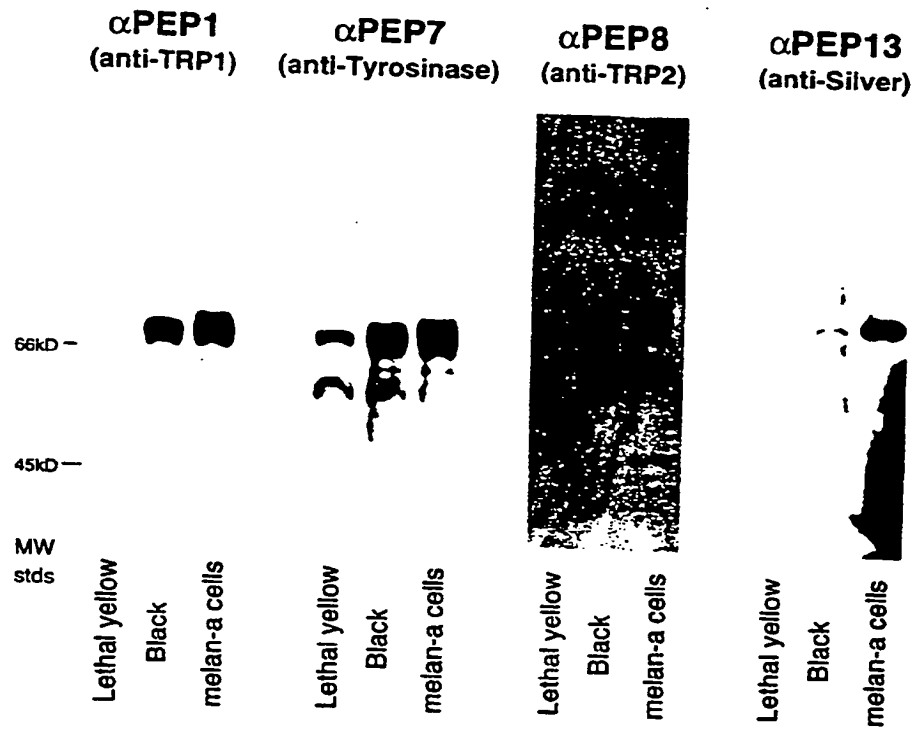 αPEP1
(anti-TRP1)
αPEP7
(anti-Tyrosinase)
αPEP8
(anti-TRP2)
αPEP13
(anti-Silver)
66kD
45kD
MW
stds
Lethal yellow
Black
melan-a cells
Lethal yellow
Black
melan-a cells
Lethal yellow
Black
melan-a cells
Lethal yellow
Black
melan-a cells